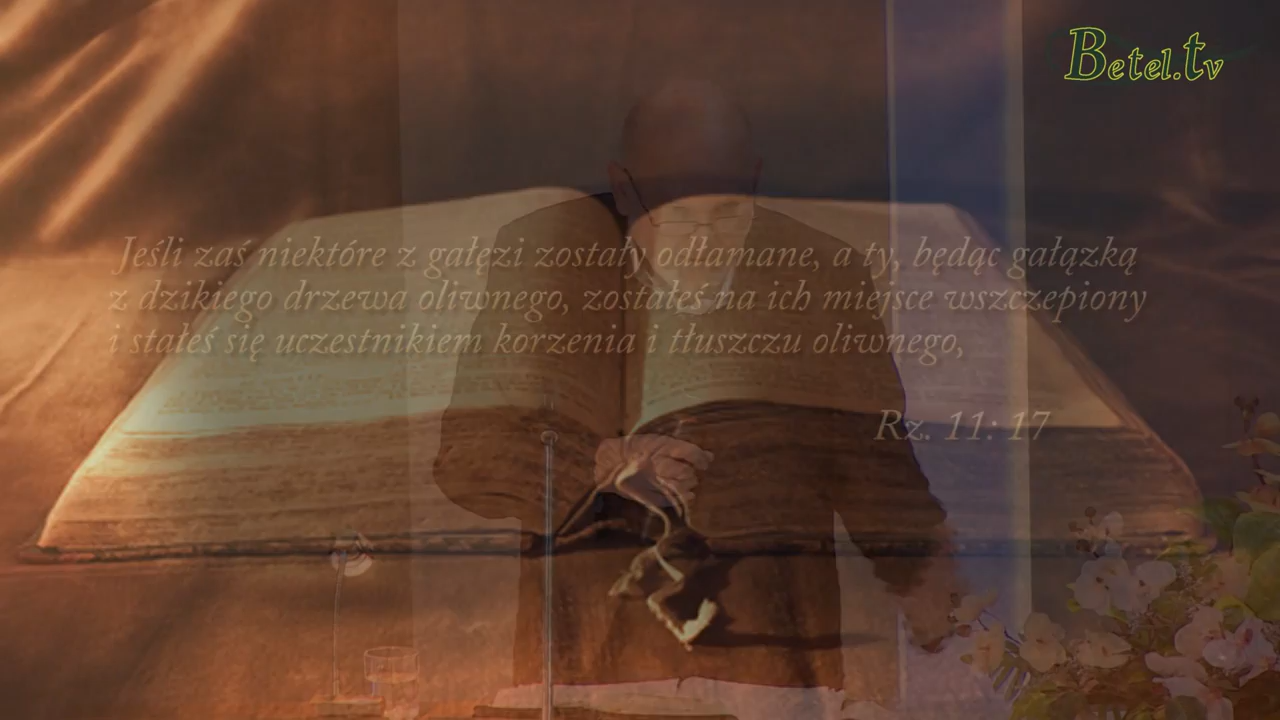 Betel.tv
Jeśli zaś niektóre z gałęzi zostały odłamane, a ty, będąc gałązką
z dzikiego drzewa oliwnego, zostałeś na ich miejsce wszczepiony
i stałeś się uczestnikiem korzenia i tłuszczu oliwnego,
Rz. 11: 17